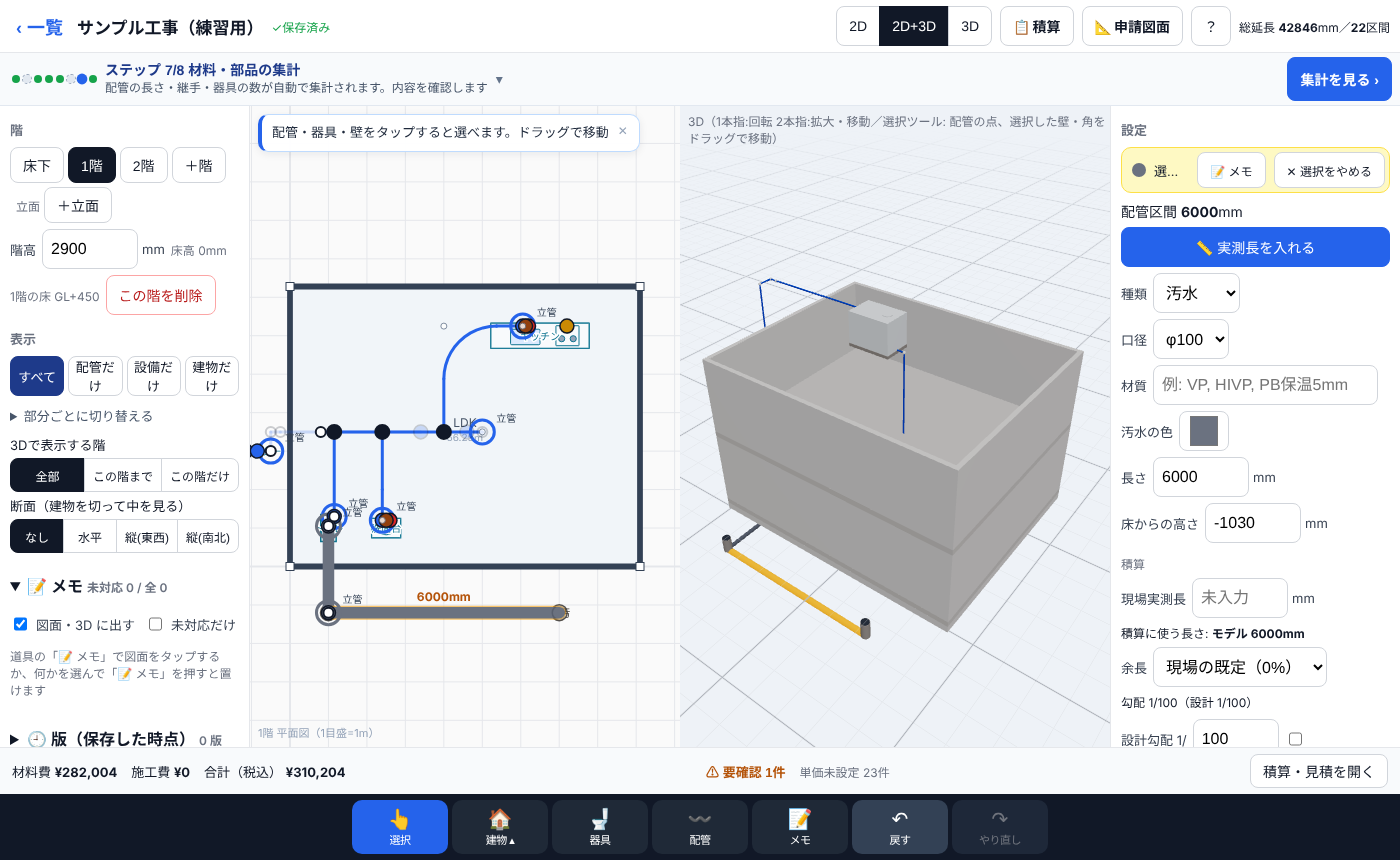 ‹ 一覧 サンプル工事（練習用） ✓保存済み
2D 2D+3D 3D 📋 積算 📐 申請図面 ? 総延長 42846mm／22区間
ステップ 7/8 材料・部品の集計
配管の長さ・継手・器具の数が自動で集計されます。内容を確認します ▼
集計を見る ›
階
床下 1階 2階 ＋階
立面 ＋立面
階高 2900 mm 床高 0mm
1階の床 GL+450 この階を削除
表示
すべて 配管だけ 設備だけ 建物だけ
▶ 部分ごとに切り替える
3Dで表示する階
全部 この階まで この階だけ
断面（建物を切って中を見る）
なし 水平 縦(東西) 縦(南北)
▼ 📝 メモ 未対応 0 / 全 0
図面・3D に出す 未対応だけ
道具の「📝 メモ」で図面をタップする
か、何かを選んで「📝 メモ」を押すと置
けます
▶ 🕘 版（保存した時点） 0 版
配管・器具・壁をタップすると選べます。ドラッグで移動 ×
立管
立管
LDK
立管
立管
立管
立管
立管
6000mm
1階 平面図（1目盛=1m）
3D（1本指:回転 2本指:拡大・移動／選択ツール: 配管の点、選択した壁・角を
ドラッグで移動）
設定
選... 📝 メモ ✕ 選択をやめる
配管区間 6000mm
📏 実測長を入れる
種類 汚水
口径 φ100
材質 例: VP, HIVP, PB保温5mm
汚水の色
長さ 6000 mm
床からの高さ -1030 mm
積算
現場実測長 未入力 mm
積算に使う長さ: モデル 6000mm
余長 現場の既定（0%）
勾配 1/100（設計 1/100）
設計勾配 1/ 100
材料費 ¥282,004 施工費 ¥0 合計（税込） ¥310,204
⚠ 要確認 1件 単価未設定 23件
積算・見積を開く
選択 建物▲ 器具 配管 メモ 戻す やり直し